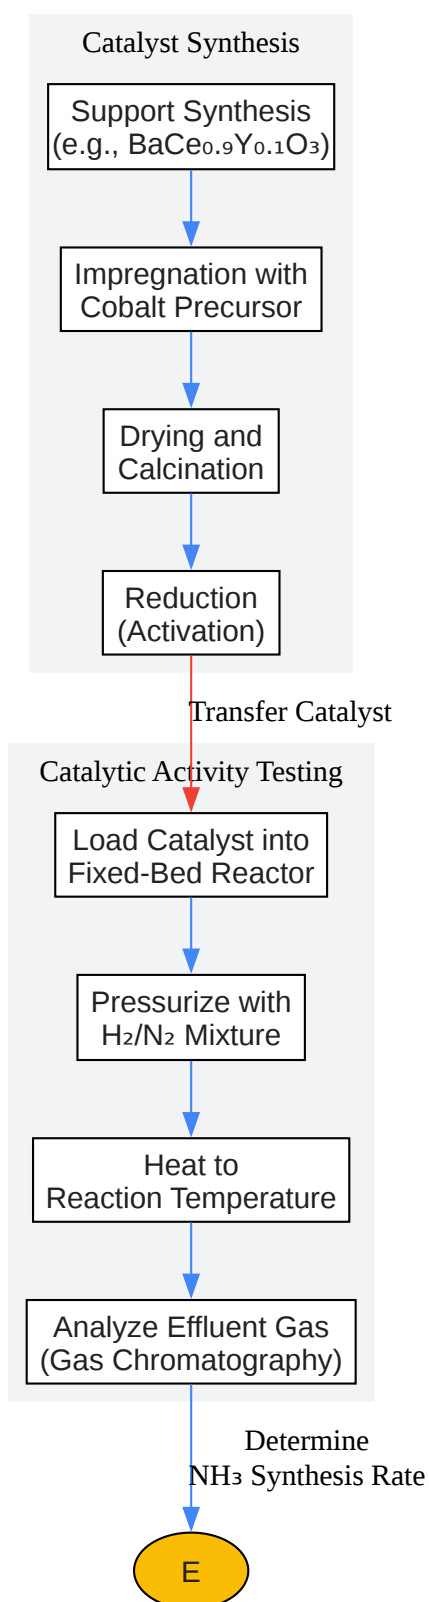 Catalyst Synthesis
Support Synthesis
(e.g., BaCe₀.₉Y₀.₁O₃)
Impregnation with
Cobalt Precursor
Drying and
Calcination
Reduction
(Activation)
Transfer Catalyst
Catalytic Activity Testing
Load Catalyst into
Fixed-Bed Reactor
Pressurize with
H₂/N₂ Mixture
Heat to
Reaction Temperature
Analyze Effluent Gas
(Gas Chromatography)
Determine
NH₃ Synthesis Rate
E